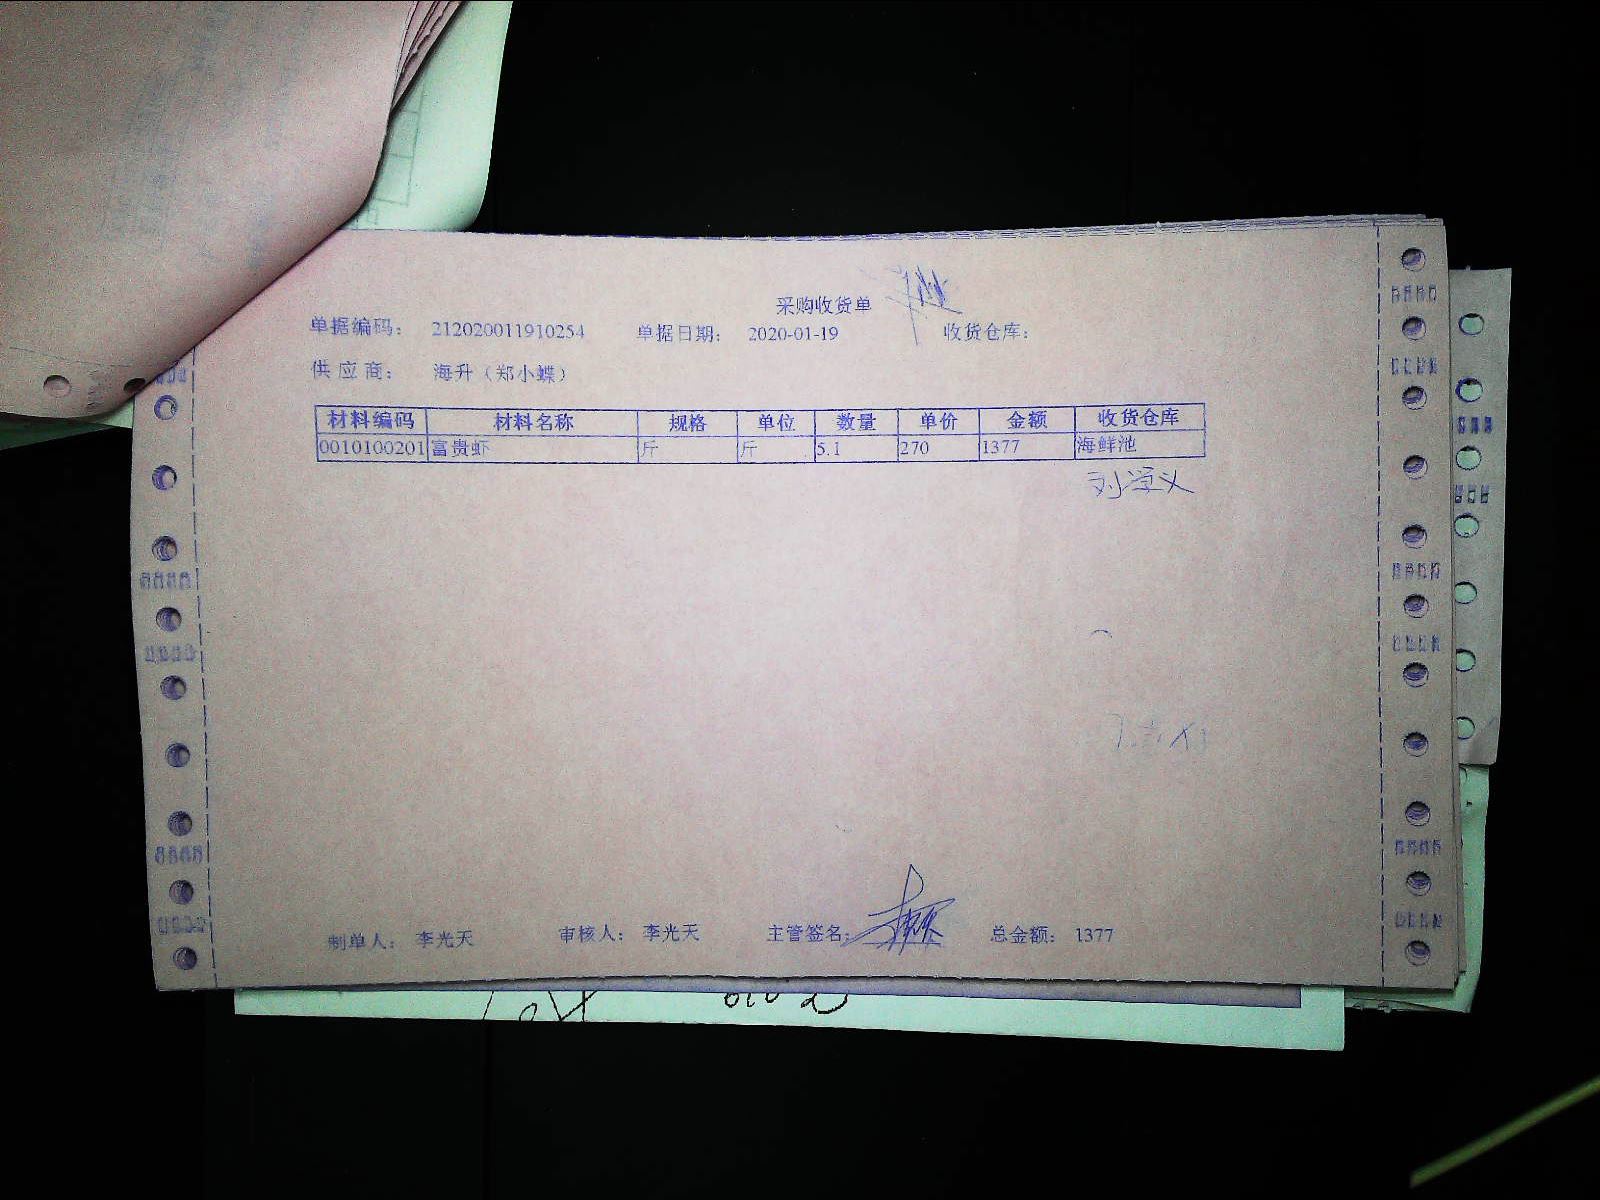 采购收货单
单据编码： 212020011910254 单据日期： 2020-01-19 收货仓库：
供应商： 海升（郑小蝶）
材料编码 材料名称 规格 单位 数量 单价 金额 收货仓库
0010100201 富贵虾 斤 斤 5.1 270 1377 海鲜池
刘学义
制单人： 李光天 审核人： 李光天 主管签名： 总金额： 1377